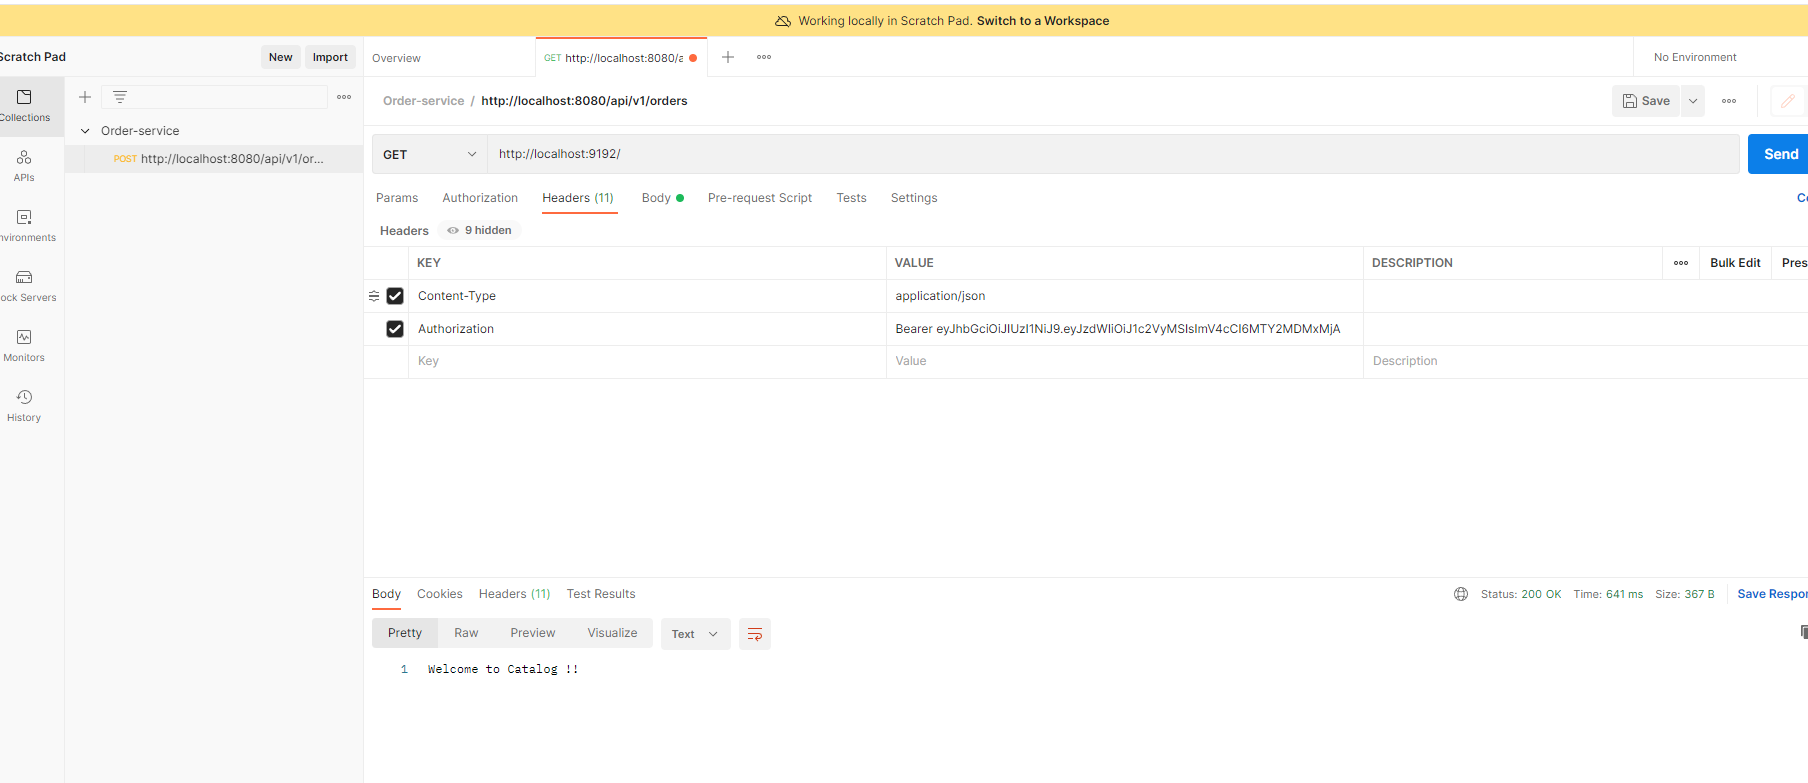 Working locally in Scratch Pad. Switch to a Workspace
Scratch Pad
New
Import
Overview
GET http://localhost:8080/a
No Environment
Collections
APIs
nvironments
ock Servers
Monitors
History
Order-service
POST http://localhost:8080/api/v1/or...
Order-service / http://localhost:8080/api/v1/orders
Save
GET
http://localhost:9192/
Send
Params
Authorization
Headers (11)
Body
Pre-request Script
Tests
Settings
Co
Headers
9 hidden
KEY
VALUE
DESCRIPTION
Bulk Edit
Pres
Content-Type
application/json
Authorization
Bearer eyJhbGciOiJIUzI1NiJ9.eyJzdWIiOiJ1c2VyMSIsImV4cCI6MTY2MDMxMjA
Key
Value
Description
Body
Cookies
Headers (11)
Test Results
Status: 200 OK
Time: 641 ms
Size: 367 B
Save Respon
Pretty
Raw
Preview
Visualize
Text
1 Welcome to Catalog !!